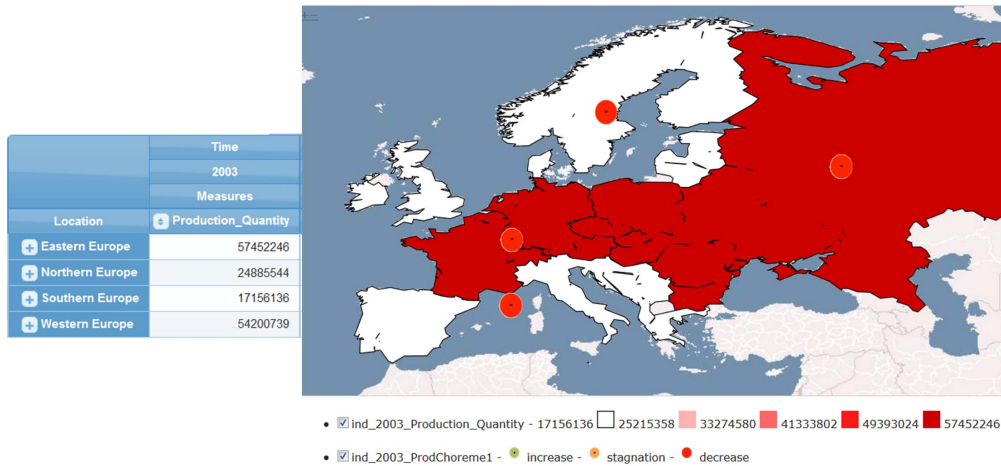 Time
2003
Measures
Location Production_Quantity
Eastern Europe 57452246
Northern Europe 24885544
Southern Europe 17156136
Western Europe 54200739
ind_2003_Production_Quantity - 17156136 25215358 33274580 41333802 49393024 57452246
ind_2003_ProdChoreme1 - increase - stagnation - decrease